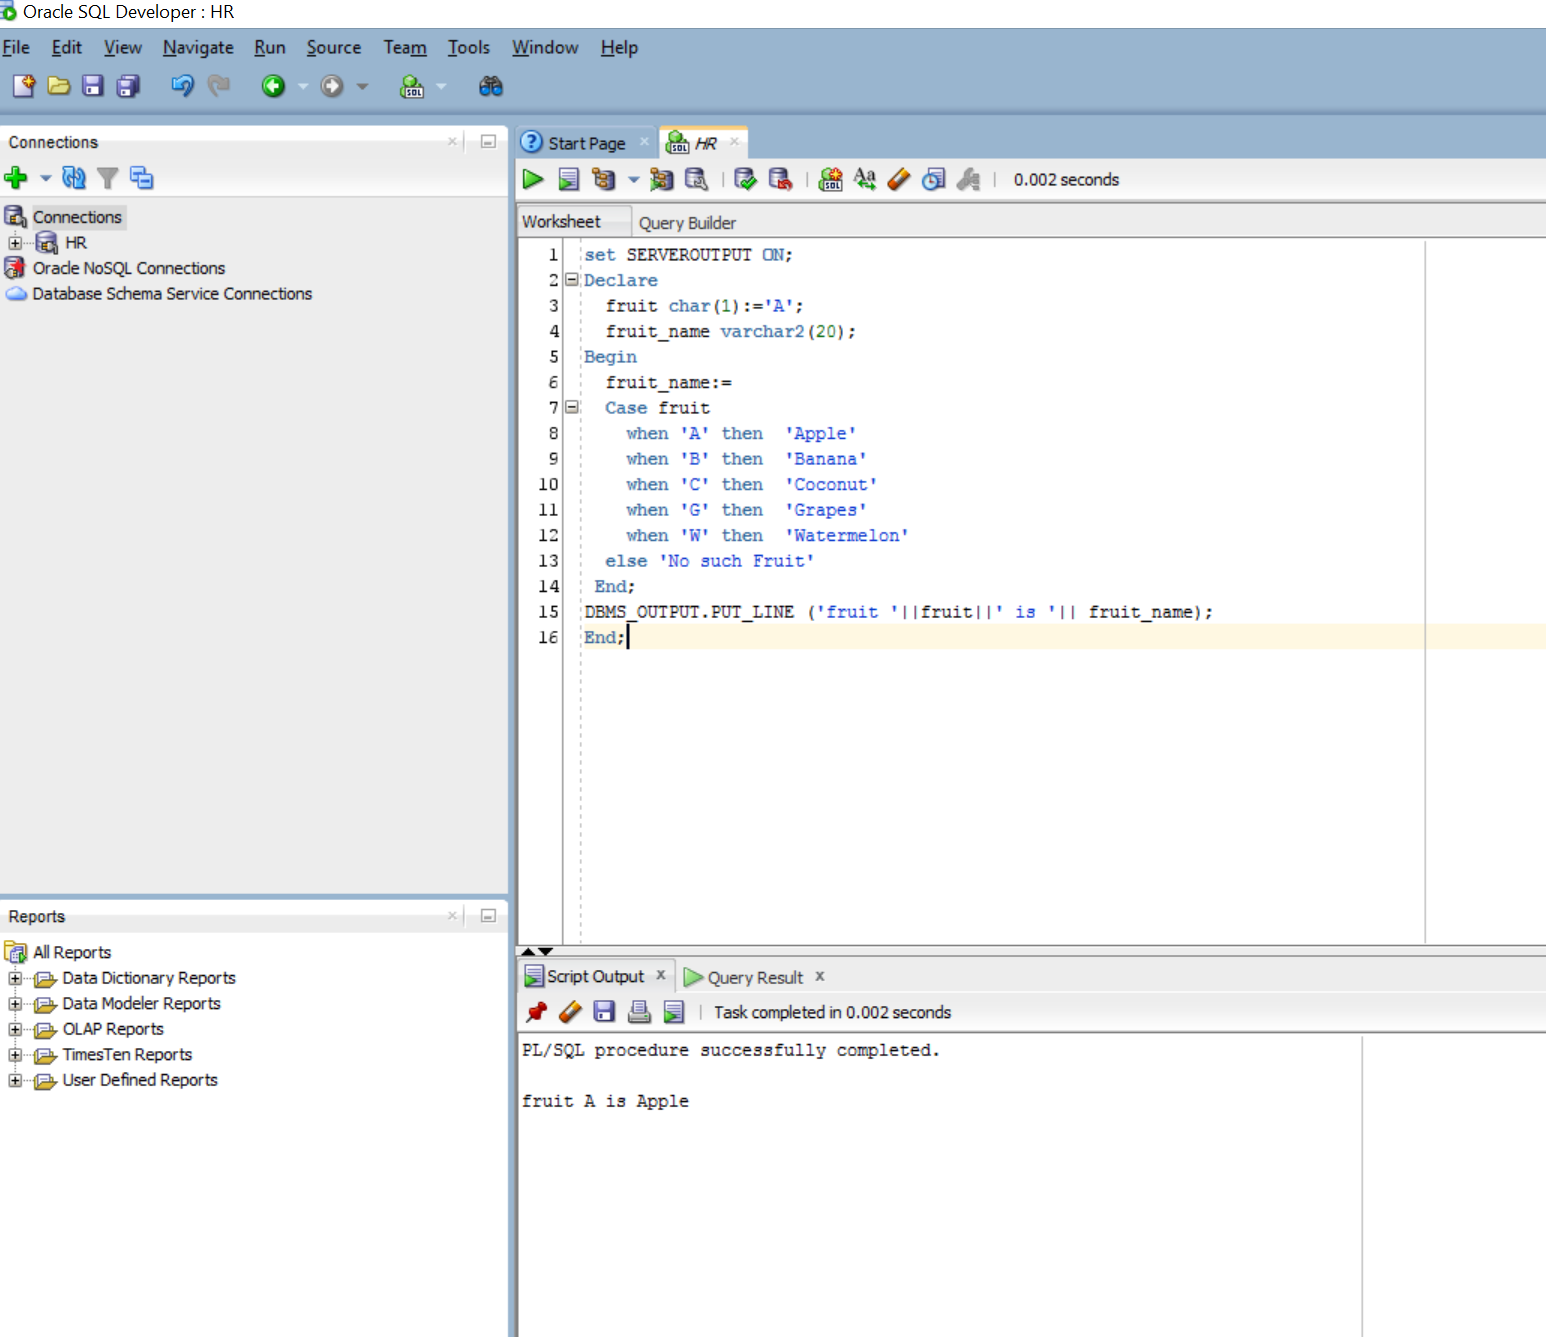 Oracle SQL Developer : HR
File Edit View Navigate Run Source Team Tools Window Help
Connections
Connections
HR
Oracle NoSQL Connections
Database Schema Service Connections
Reports
All Reports
Data Dictionary Reports
Data Modeler Reports
OLAP Reports
TimesTen Reports
User Defined Reports
Start Page HR
0.002 seconds
Worksheet Query Builder
1 set SERVEROUTPUT ON;
2 Declare
3 fruit char(1):='A';
4 fruit_name varchar2(20);
5 Begin
6 fruit_name:=
7 Case fruit
8 when 'A' then 'Apple'
9 when 'B' then 'Banana'
10 when 'C' then 'Coconut'
11 when 'G' then 'Grapes'
12 when 'W' then 'Watermelon'
13 else 'No such Fruit'
14 End;
15 DBMS_OUTPUT.PUT_LINE ('fruit '||fruit||' is '|| fruit_name);
16 End;
Script Output Query Result
Task completed in 0.002 seconds
PL/SQL procedure successfully completed.
fruit A is Apple